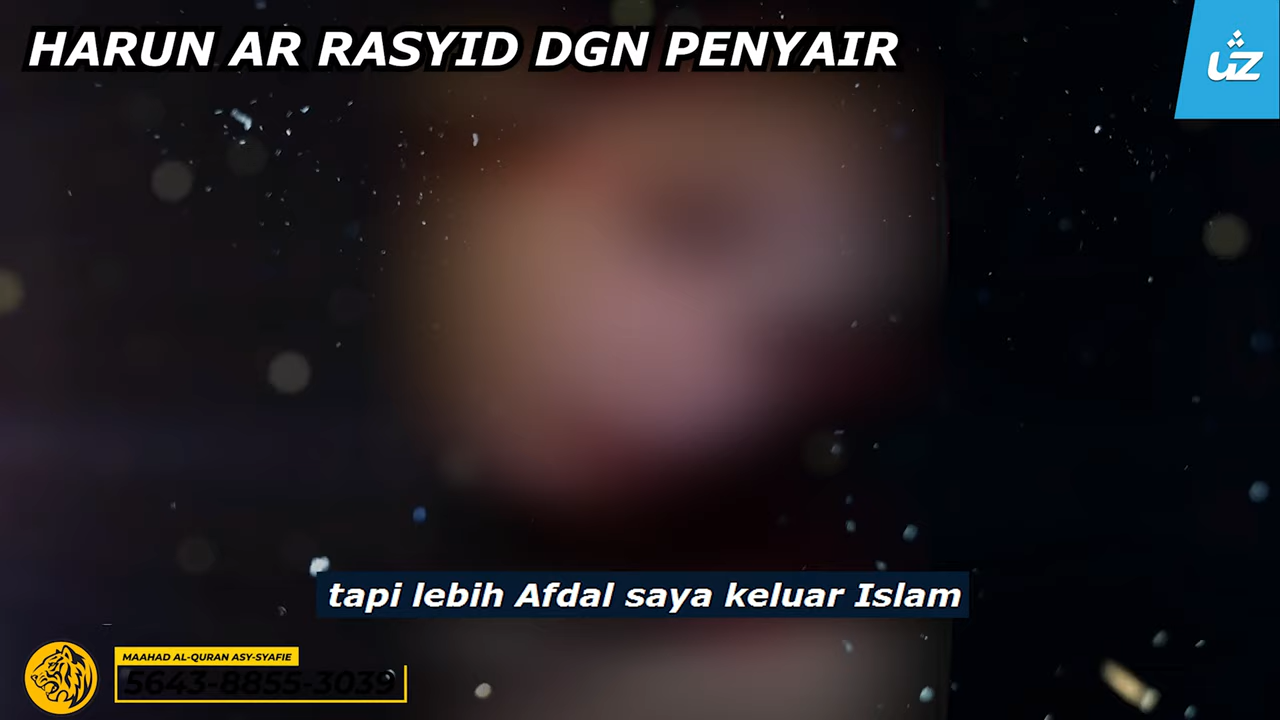 HARUN AR RASYID DGN PENYAIR
uz
tapi lebih Afdal saya keluar Islam
MAAHAD AL-QURAN ASY-SYAFIE
5643-8855-3039